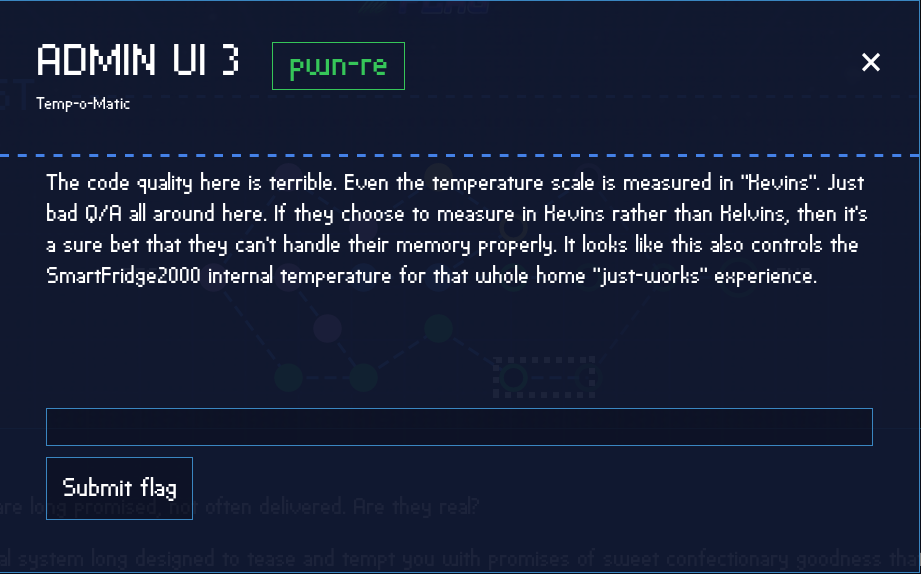 ADMIN UI 3 pwn-re
Temp-o-Matic
The code quality here is terrible. Even the temperature scale is measured in "Kevins". Just
bad Q/A all around here. If they choose to measure in Kevins rather than Kelvins, then it's
a sure bet that they can't handle their memory properly. It looks like this also controls the
SmartFridge2000 internal temperature for that whole home "just-works" experience.
Submit flag
are long promised, not often delivered. Are they real?
al system long designed to tease and tempt you with promises of sweet confectionary goodness